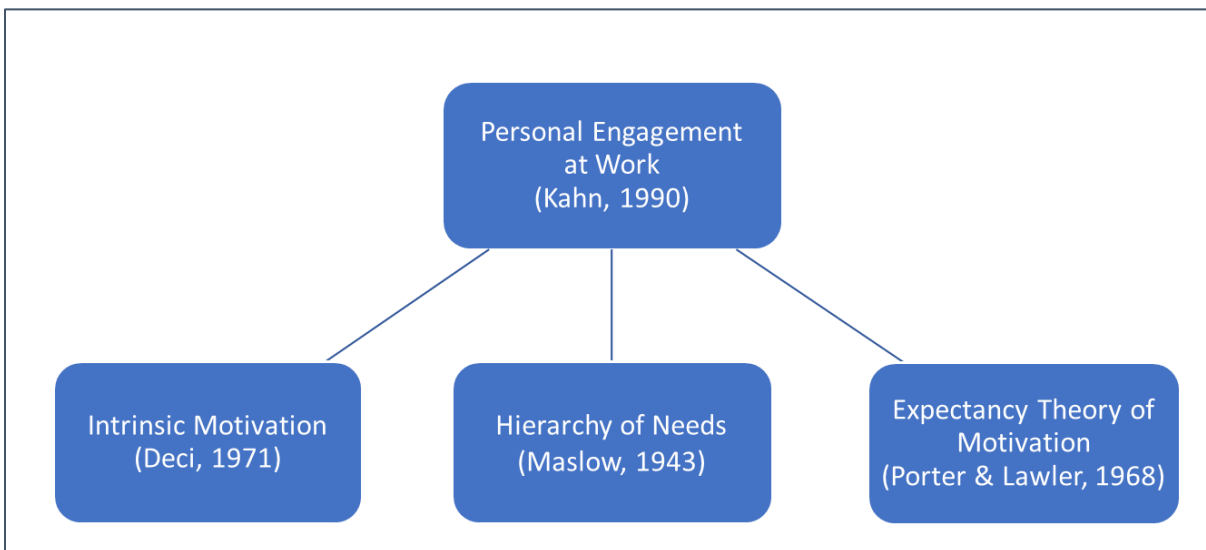 Personal Engagement
at Work
(Kahn, 1990)
Intrinsic Motivation
(Deci, 1971)
Hierarchy of Needs
(Maslow, 1943)
Expectancy Theory of
Motivation
(Porter & Lawler, 1968)